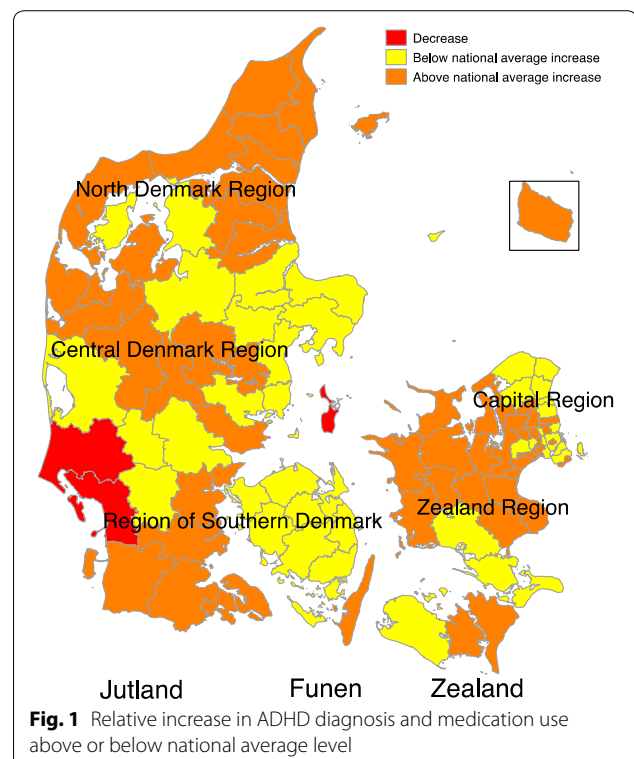 Decrease
Below national average increase
Above national average increase
North Denmark Region
Central Denmark Region
Capital Region
Zealand Region
Region of Southern Denmark
Jutland Funen Zealand
Fig. 1 Relative increase in ADHD diagnosis and medication use
above or below national average level